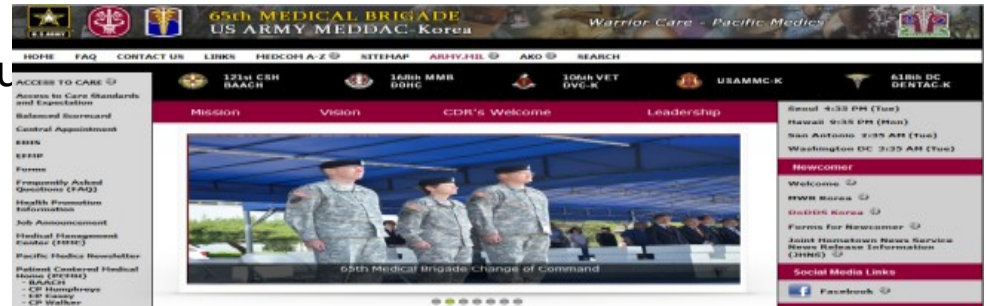 65th MEDICAL BRIGADE
US ARMY MEDDAC-Korea
Warrior Care - Pacific Medics
U.S. ARMY
HOME FAQ CONTACT US LINKS MEDCOM A-Z SITEMAP ARMY.MIL AKO SEARCH
u
ACCESS TO CARE
Access to Care Standards
and Expectation
Balanced Scorecard
Central Appointment
EDIS
EFMP
Forms
Frequently Asked
Questions (FAQ)
Health Promotion
Information
Job Announcement
Medical Management
Center
Pacific Medics Newsletter
Patient Centered Medical
Home (PCMH)
- BAACH
- CP Humphreys
- CP Casey
- CP Walker
121st CSH
BAACH
168th MMB
DOHC
106th VET
DVC-K
USAMMC-K
618th DC
DENTAC-K
Mission Vision CDR's Welcome Leadership
65th Medical Brigade Change of Command
Seoul 4:35 PM (Tue)
Hawaii 9:35 PM (Mon)
San Antonio 2:35 AM (Tue)
Washington DC 3:35 AM (Tue)
Newcomer
Welcome
MWR Korea
DoDDS Korea
Forms for Newcomer
Joint Hometown News Service
News Release Information
(JHNS)
Social Media Links
Facebook